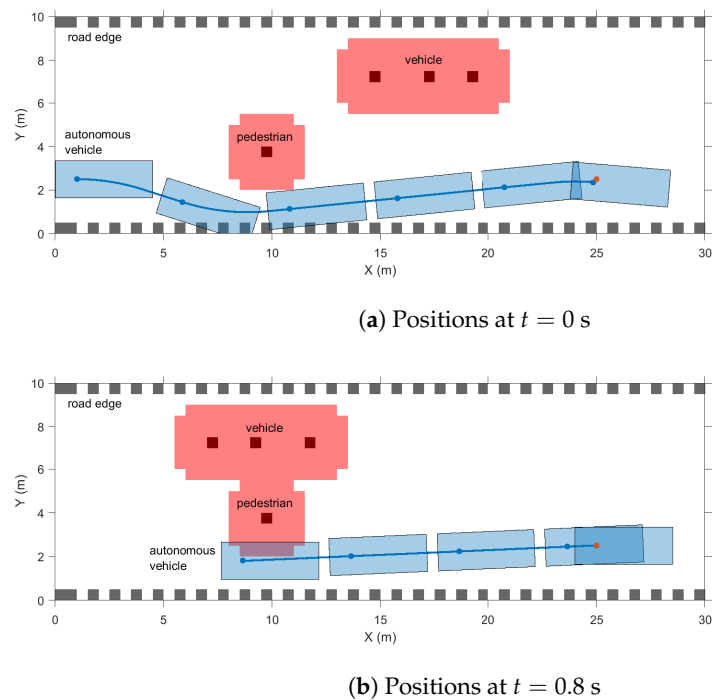 10
road edge
vehicle
8
6
Y (m)
autonomous
vehicle
pedestrian
4
2
0
0 5 10 15 20 25 30
X (m)
(a) Positions at t = 0 s
10
road edge
vehicle
8
6
Y (m)
pedestrian
4
autonomous
vehicle
2
0
0 5 10 15 20 25 30
X (m)
(b) Positions at t = 0.8 s